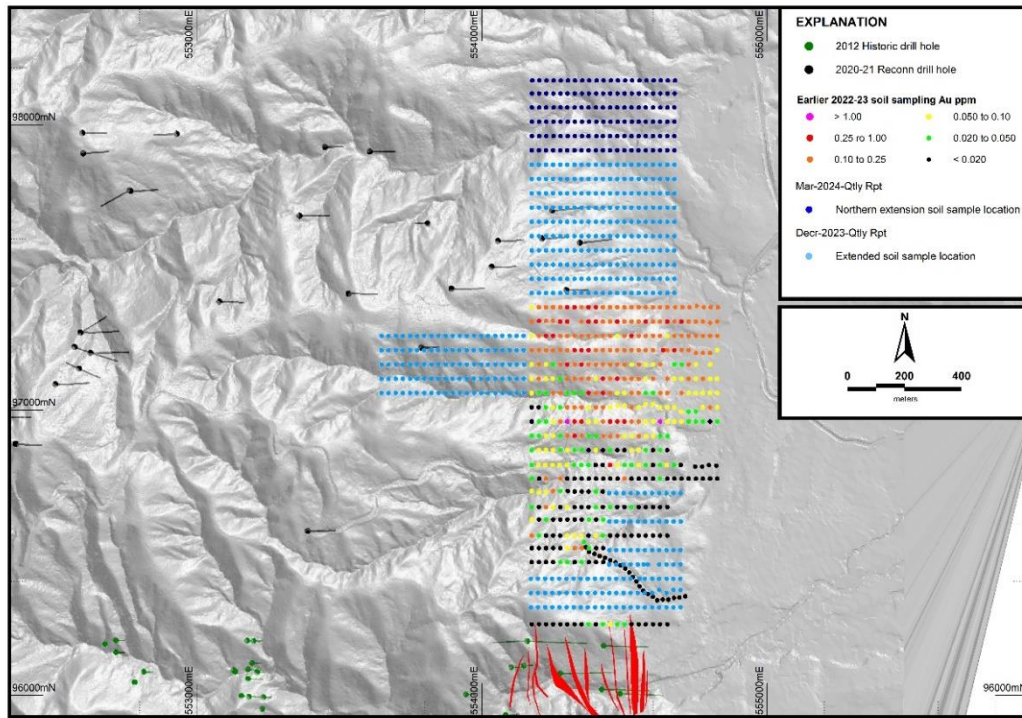 553000mE
554000mE
555000mE
98000mN
97000mN
96000mN
96000mN
553000mE
554000mE
555000mE
EXPLANATION
2012 Historic drill hole
2020-21 Reconn drill hole
Earlier 2022-23 soil sampling Au ppm
> 1.00
0.050 to 0.10
0.25 ro 1.00
0.020 to 0.050
0.10 to 0.25
< 0.020
Mar-2024-Qtly Rpt
Northern extension soil sample location
Decr-2023-Qtly Rpt
Extended soil sample location
N
0 200 400
meters